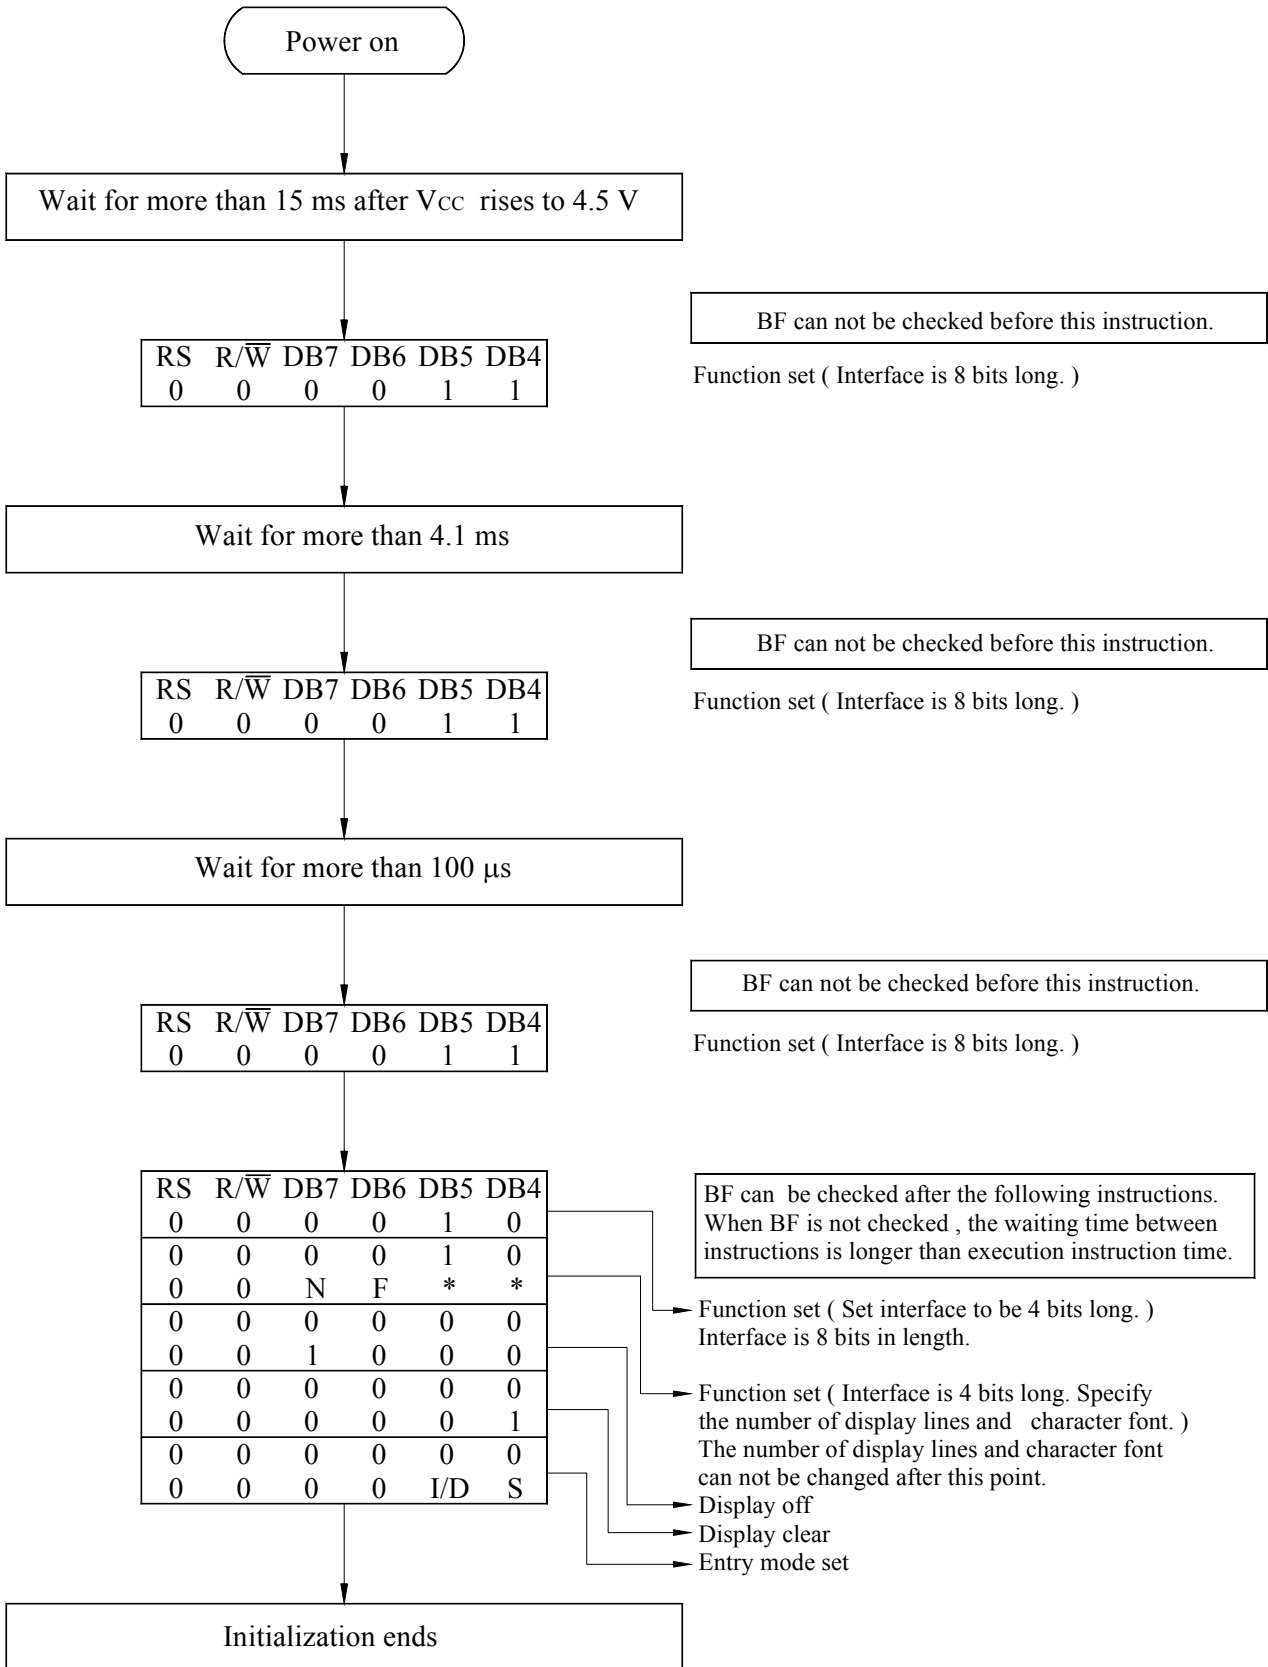 Power on
Wait for more than 15 ms after VCC rises to 4.5 V
BF can not be checked before this instruction.
RS R/W̅ DB7 DB6 DB5 DB4
0 0 0 0 1 1
Function set ( Interface is 8 bits long. )
Wait for more than 4.1 ms
BF can not be checked before this instruction.
RS R/W̅ DB7 DB6 DB5 DB4
0 0 0 0 1 1
Function set ( Interface is 8 bits long. )
Wait for more than 100 µs
BF can not be checked before this instruction.
RS R/W̅ DB7 DB6 DB5 DB4
0 0 0 0 1 1
Function set ( Interface is 8 bits long. )
RS R/W̅ DB7 DB6 DB5 DB4
0 0 0 0 1 0
0 0 0 0 1 0
0 0 N F * *
0 0 0 0 0 0
0 0 1 0 0 0
0 0 0 0 0 0
0 0 0 0 0 1
0 0 0 0 0 0
0 0 0 0 I/D S
BF can be checked after the following instructions.
When BF is not checked , the waiting time between
instructions is longer than execution instruction time.
Function set ( Set interface to be 4 bits long. )
Interface is 8 bits in length.
Function set ( Interface is 4 bits long. Specify
the number of display lines and character font. )
The number of display lines and character font
can not be changed after this point.
Display off
Display clear
Entry mode set
Initialization ends